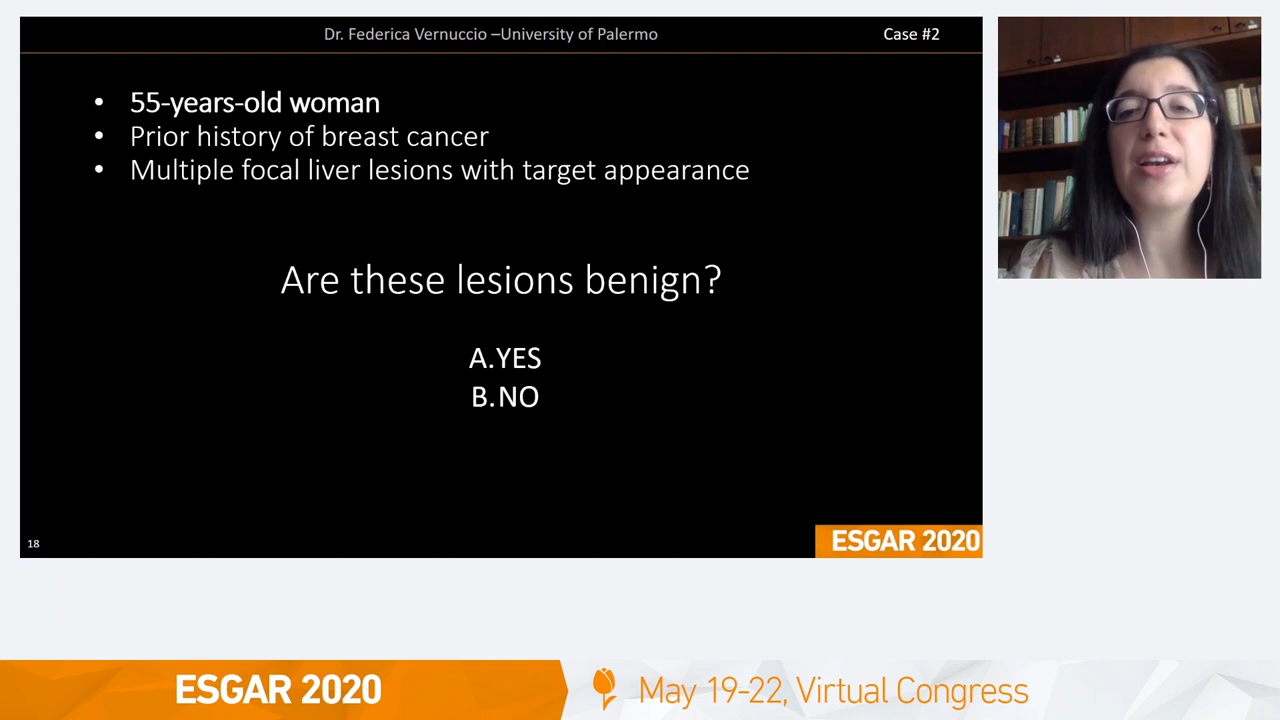 Dr. Federica Vernuccio –University of Palermo
Case #2
• 55-years-old woman
• Prior history of breast cancer
• Multiple focal liver lesions with target appearance
Are these lesions benign?
A.YES
B.NO
18
ESGAR 2020
ESGAR 2020
May 19-22, Virtual Congress